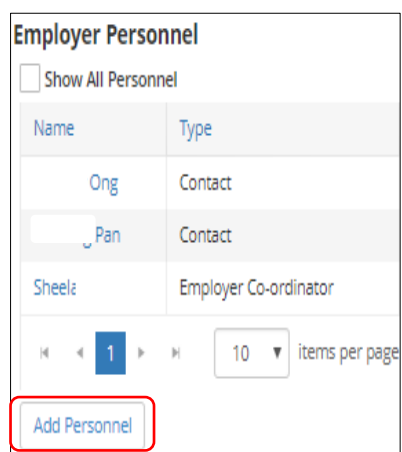 Employer Personnel
Show All Personnel
Name Type
Ong Contact
Pan Contact
Employer Co-ordinator
1 10 items per page
Add Personnel